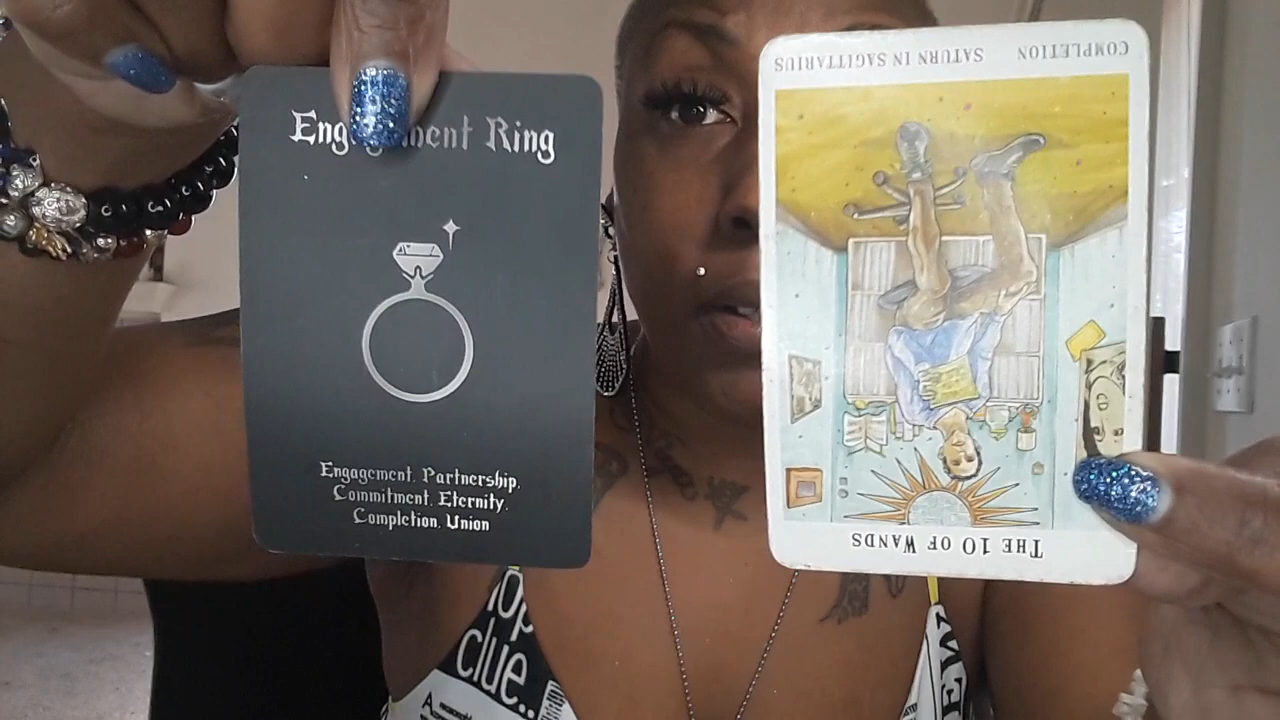 Engagement Ring
Engagement, Partnership,
Commitment, Eternity,
Completion, Union
THE 10 OF WANDS
COMPLETION SATURN IN SAGITTARIUS
clue..